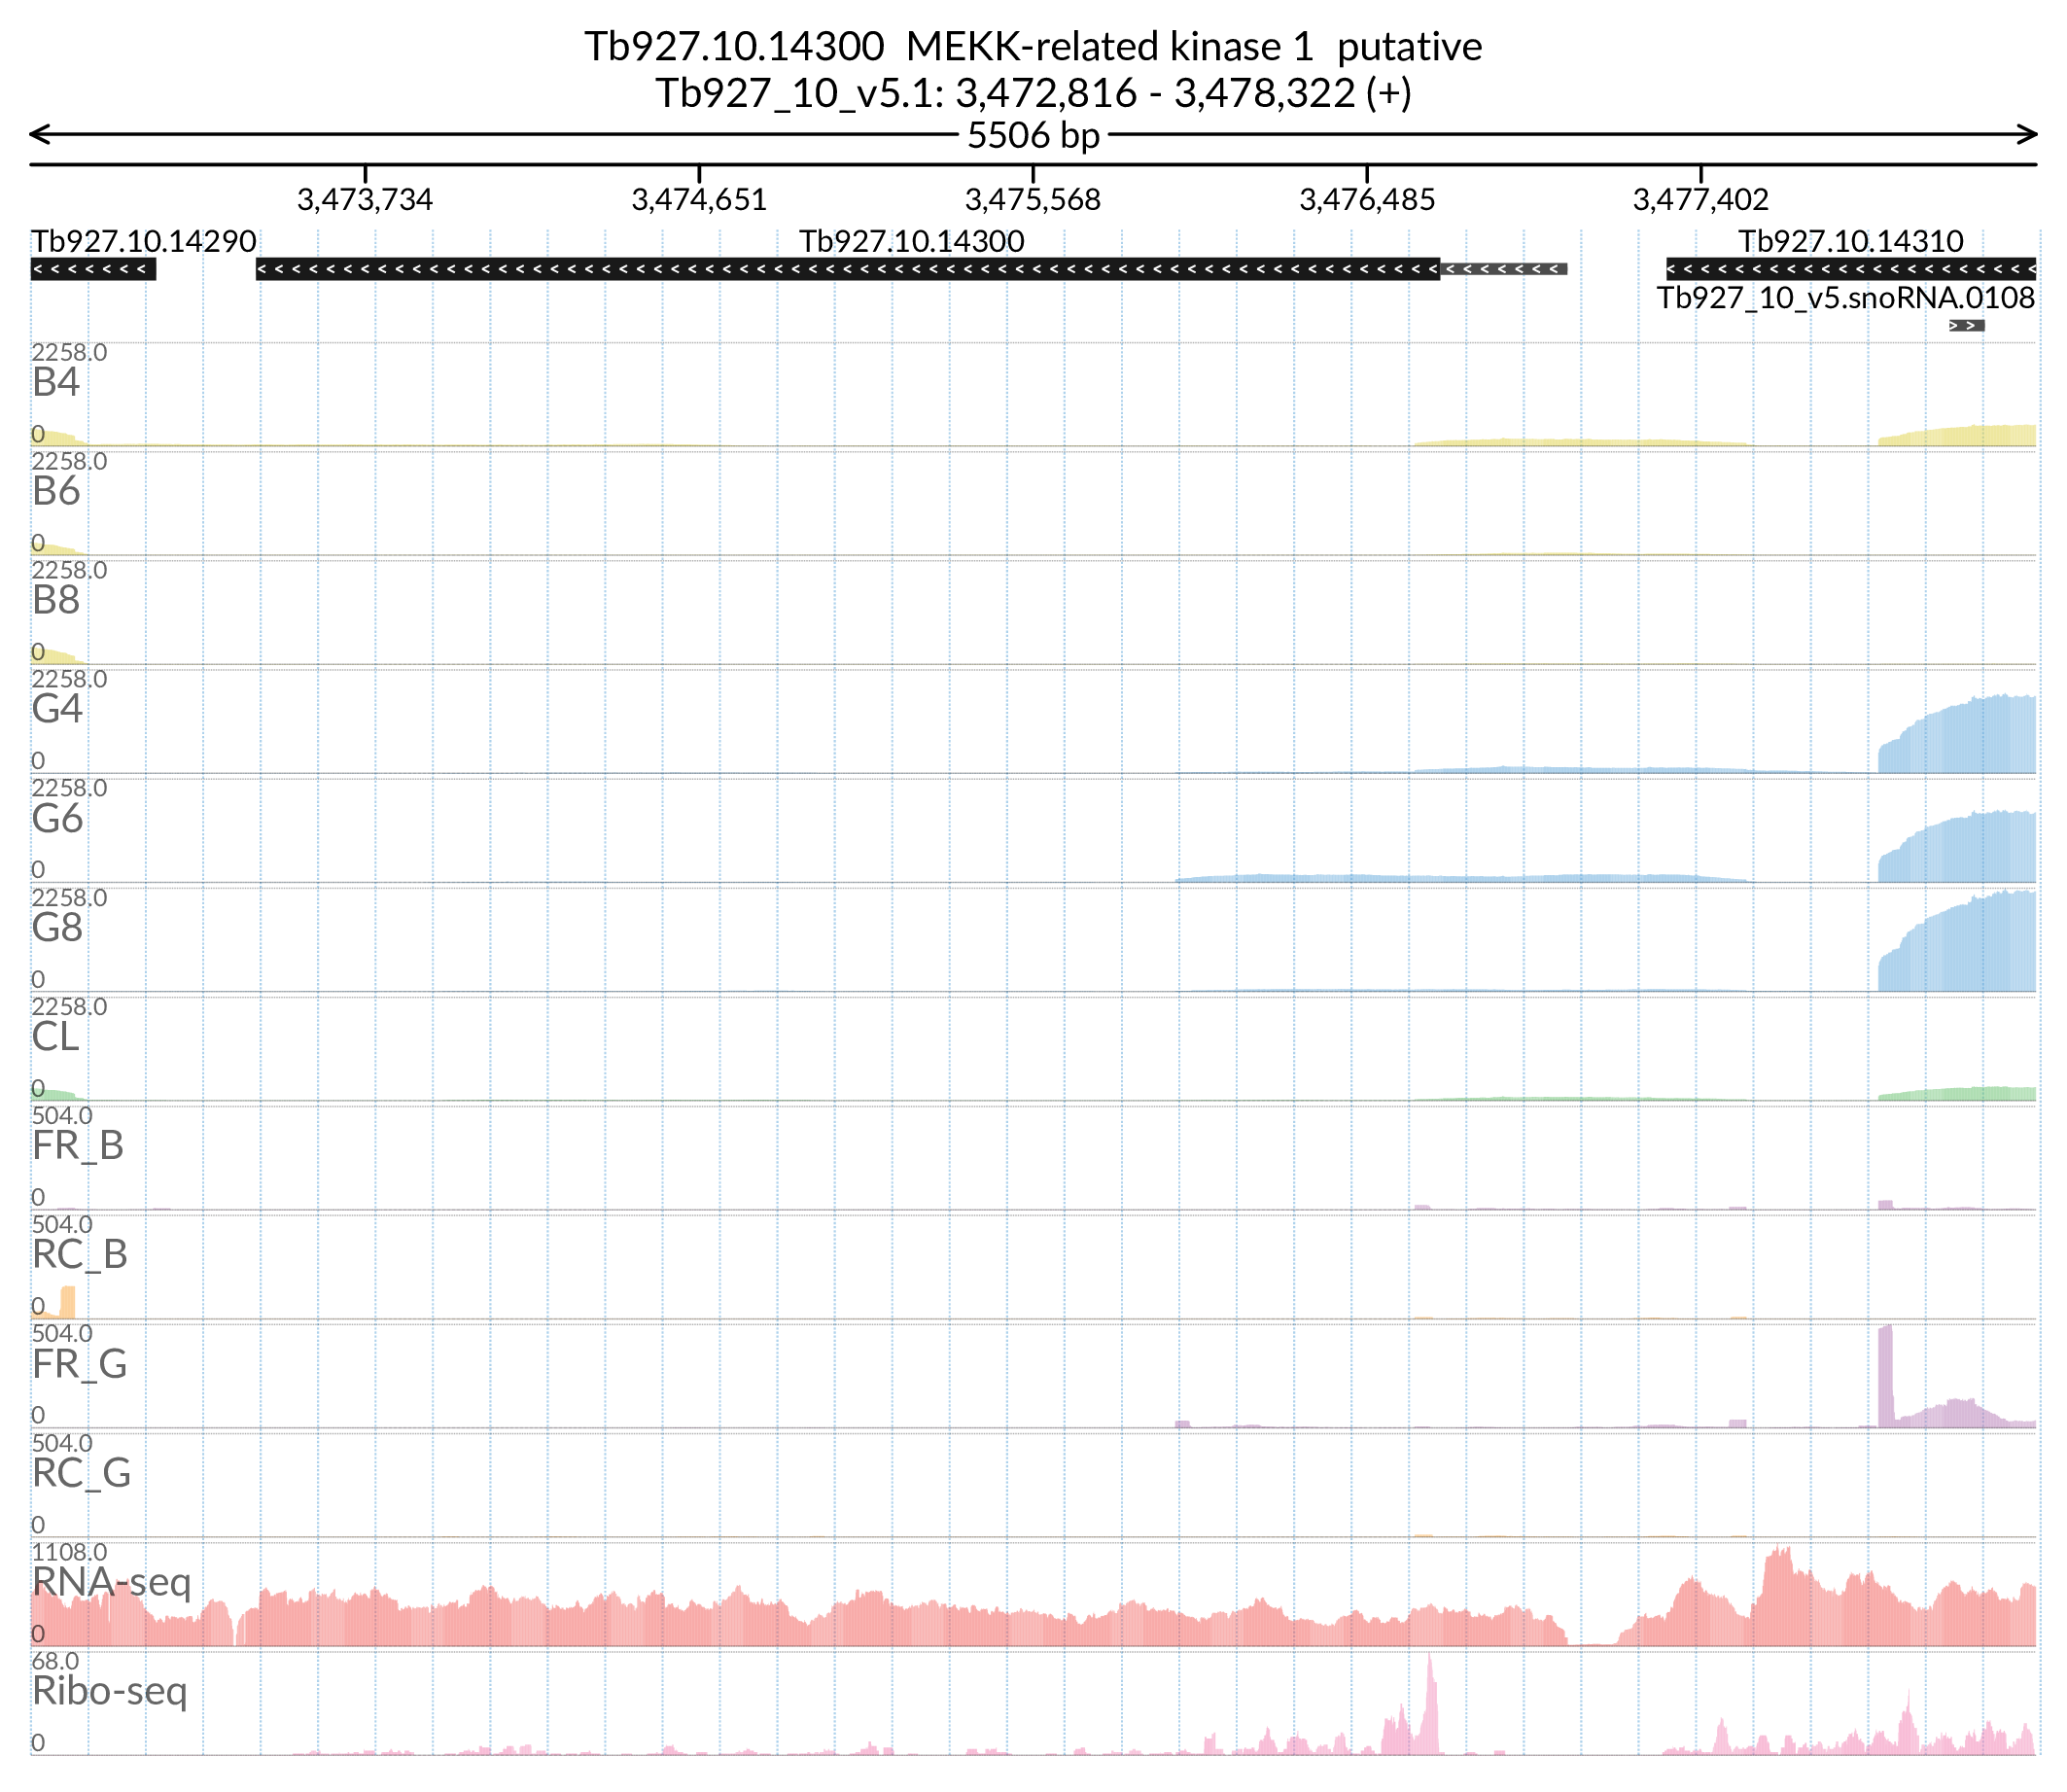 Tb927.10.14300 MEKK-related kinase 1 putative
Tb927_10_v5.1: 3,472,816 - 3,478,322 (+)
5506 bp
3,473,734 3,474,651 3,475,568 3,476,485 3,477,402
Tb927.10.14290 Tb927.10.14300 Tb927.10.14310
Tb927_10_v5.snoRNA.0108
2258.0
B4
0
2258.0
B6
0
2258.0
B8
0
2258.0
G4
0
2258.0
G6
0
2258.0
G8
0
2258.0
CL
0
504.0
FR_B
0
504.0
RC_B
0
504.0
FR_G
0
504.0
RC_G
0
1108.0
RNA-seq
0
68.0
Ribo-seq
0